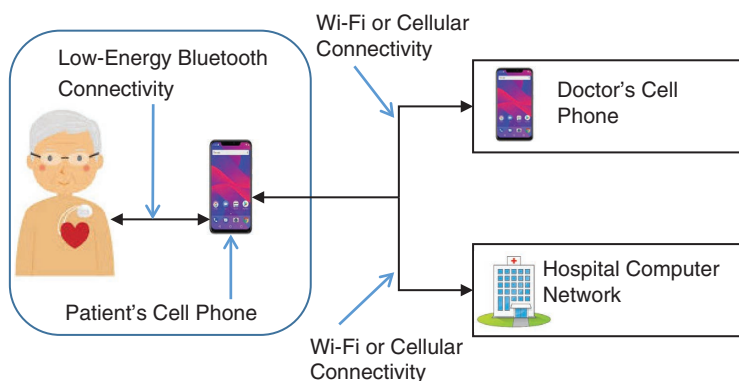 Low-Energy Bluetooth
Connectivity
Patient's Cell Phone
Wi-Fi or Cellular
Connectivity
Doctor's Cell
Phone
Hospital Computer
Network
Wi-Fi or Cellular
Connectivity